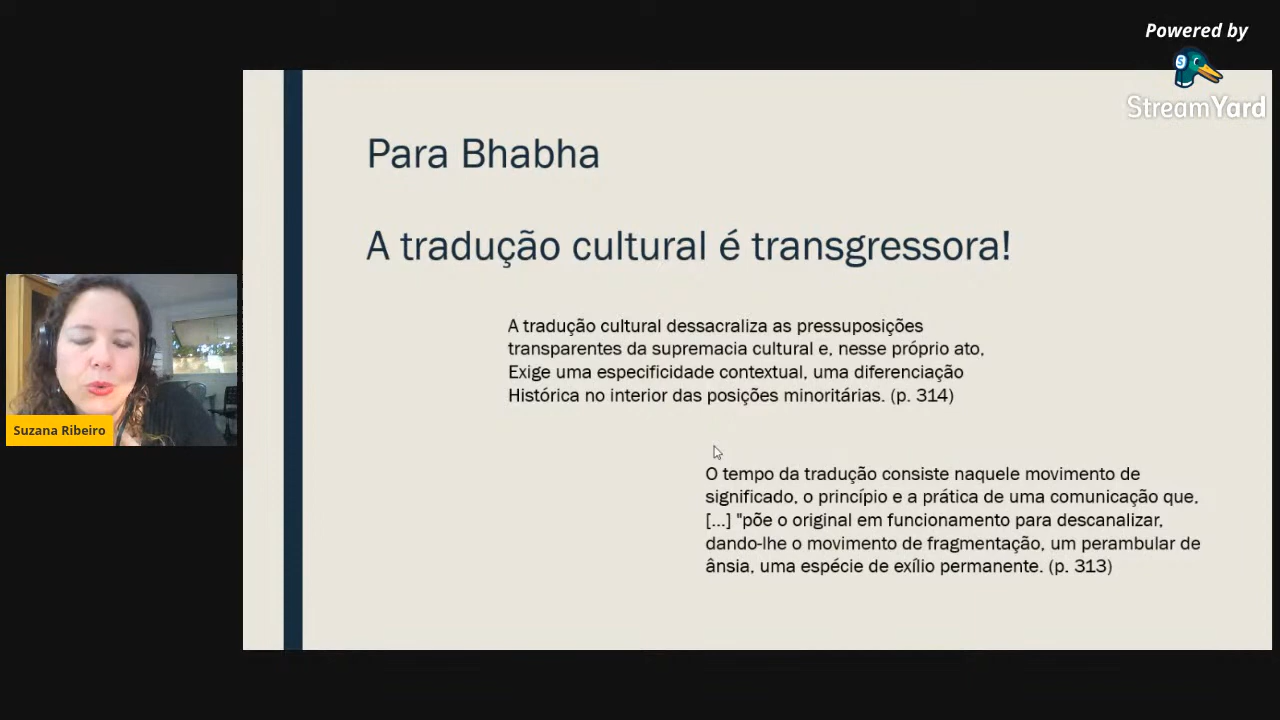 Powered by
StreamYard
Para Bhabha
A tradução cultural é transgressora!
A tradução cultural dessacraliza as pressuposições
transparentes da supremacia cultural e, nesse próprio ato,
Exige uma especificidade contextual, uma diferenciação
Histórica no interior das posições minoritárias. (p. 314)
O tempo da tradução consiste naquele movimento de
significado, o princípio e a prática de uma comunicação que,
[...] "põe o original em funcionamento para descanalizar,
dando-lhe o movimento de fragmentação, um perambular de
ânsia, uma espécie de exílio permanente. (p. 313)
Suzana Ribeiro